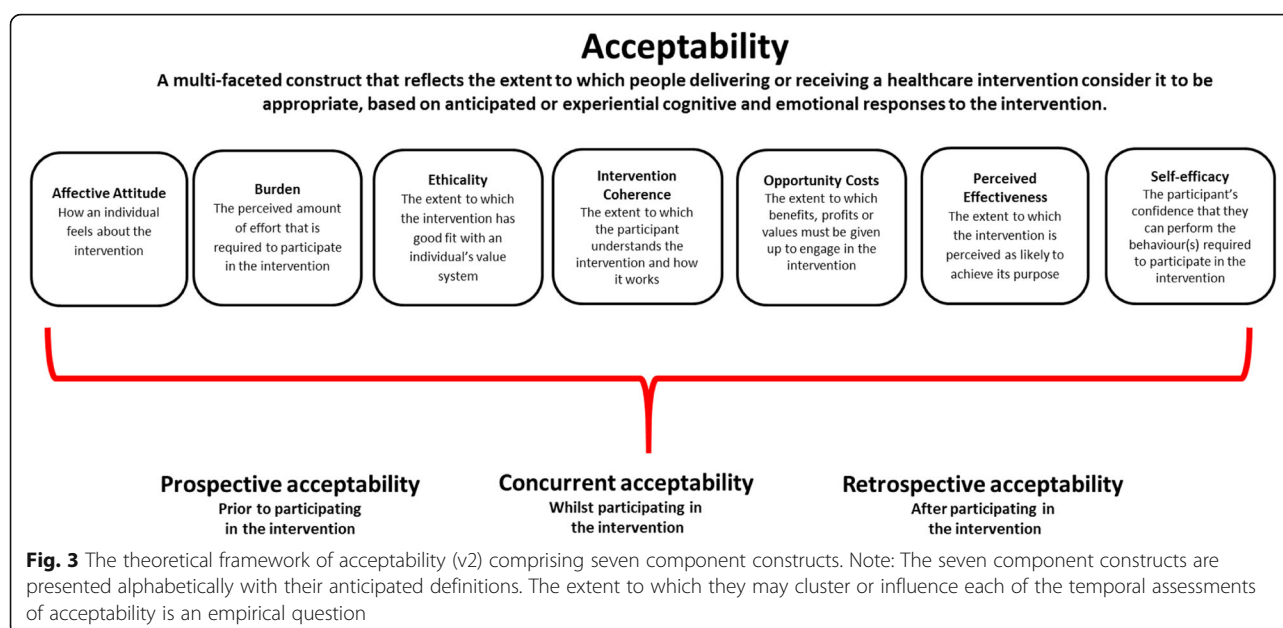 Acceptability
A multi-faceted construct that reflects the extent to which people delivering or receiving a healthcare intervention consider it to be
appropriate, based on anticipated or experiential cognitive and emotional responses to the intervention.
Affective Attitude
How an individual
feels about the
intervention
Burden
The perceived amount
of effort that is
required to participate
in the intervention
Ethicality
The extent to which
the intervention has
good fit with an
individual's value
system
Intervention
Coherence
The extent to which
the participant
understands the
intervention and how
it works
Opportunity Costs
The extent to which
benefits, profits or
values must be given
up to engage in the
intervention
Perceived
Effectiveness
The extent to which
the intervention is
perceived as likely to
achieve its purpose
Self-efficacy
The participant's
confidence that they
can perform the
behaviour(s) required
to participate in the
intervention
Prospective acceptability
Prior to participating
in the intervention
Concurrent acceptability
Whilst participating in
the intervention
Retrospective acceptability
After participating in
the intervention
Fig. 3 The theoretical framework of acceptability (v2) comprising seven component constructs. Note: The seven component constructs are
presented alphabetically with their anticipated definitions. The extent to which they may cluster or influence each of the temporal assessments
of acceptability is an empirical question